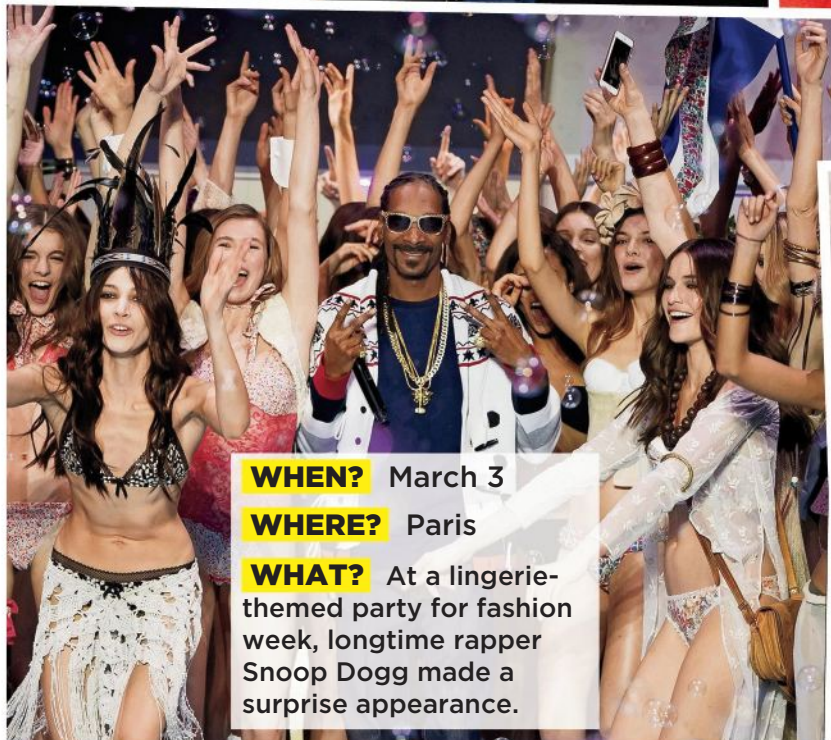 WHEN? March 3
WHERE? Paris
WHAT? At a lingerie-
themed party for fashion
week, longtime rapper
Snoop Dogg made a
surprise appearance.